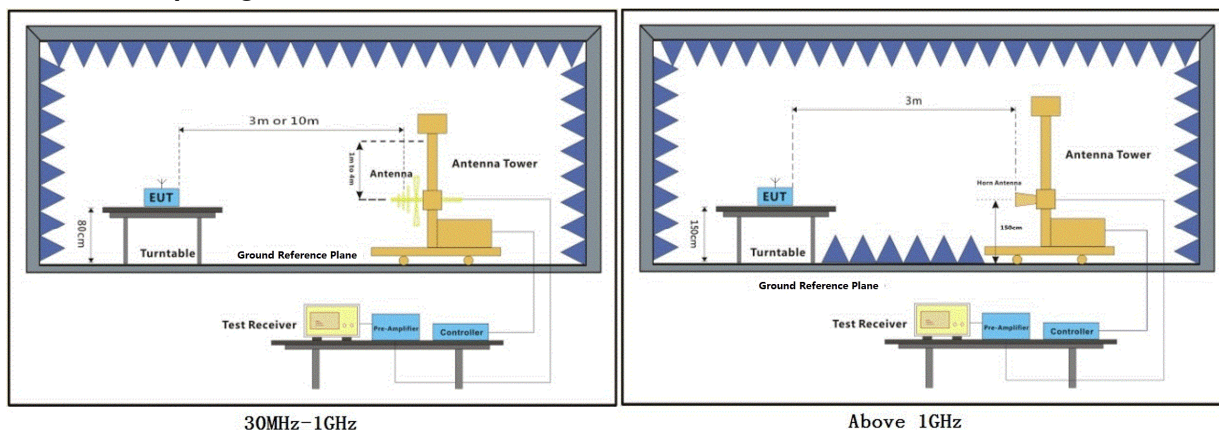 3m or 10m
1m to 4m
Antenna
Antenna Tower
EUT
80cm
Turntable
Ground Reference Plane
Test Receiver
Pre-Amplifier
Controller
30MHz-1GHz
3m
Antenna Tower
Horn Antenna
EUT
150cm
150cm
Turntable
Ground Reference Plane
Test Receiver
Pre-Amplifier
Controller
Above 1GHz